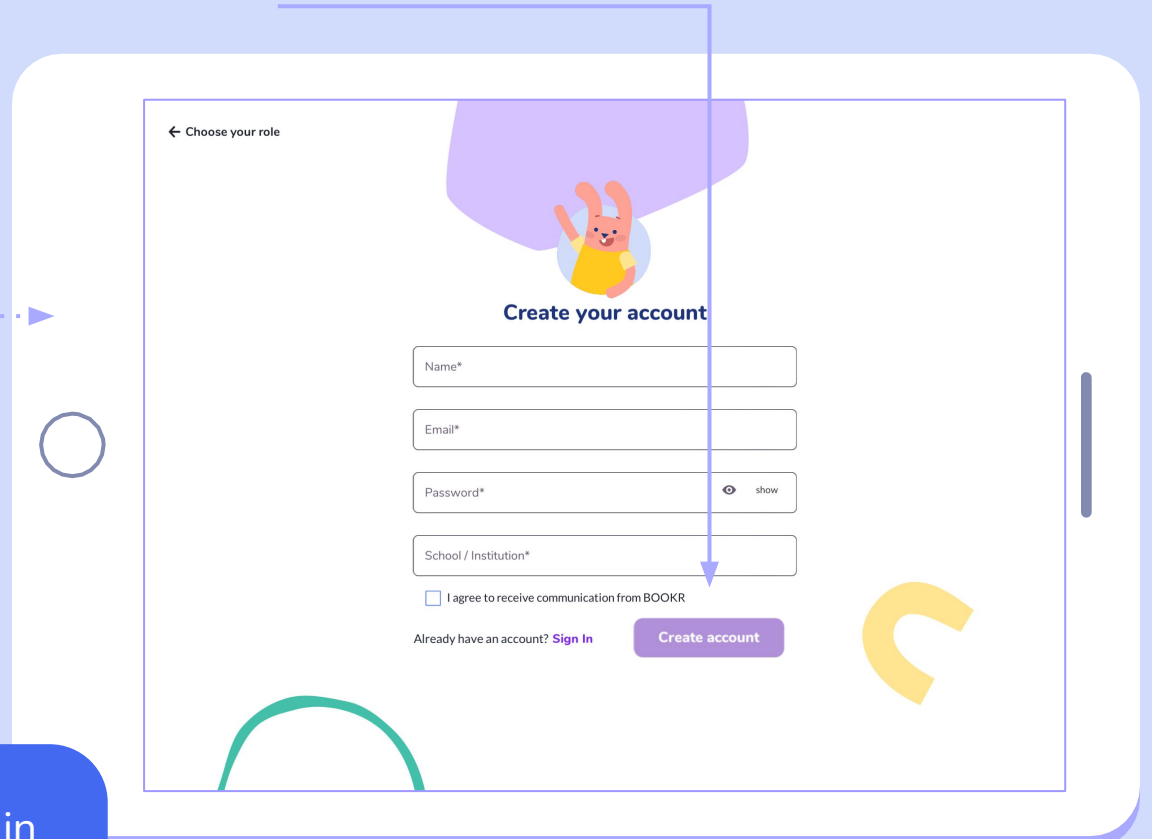 ← Choose your role
Create your account
Name*
Email*
Password*
show
School / Institution*
I agree to receive communication from BOOKR
Already have an account? Sign In
Create account
in